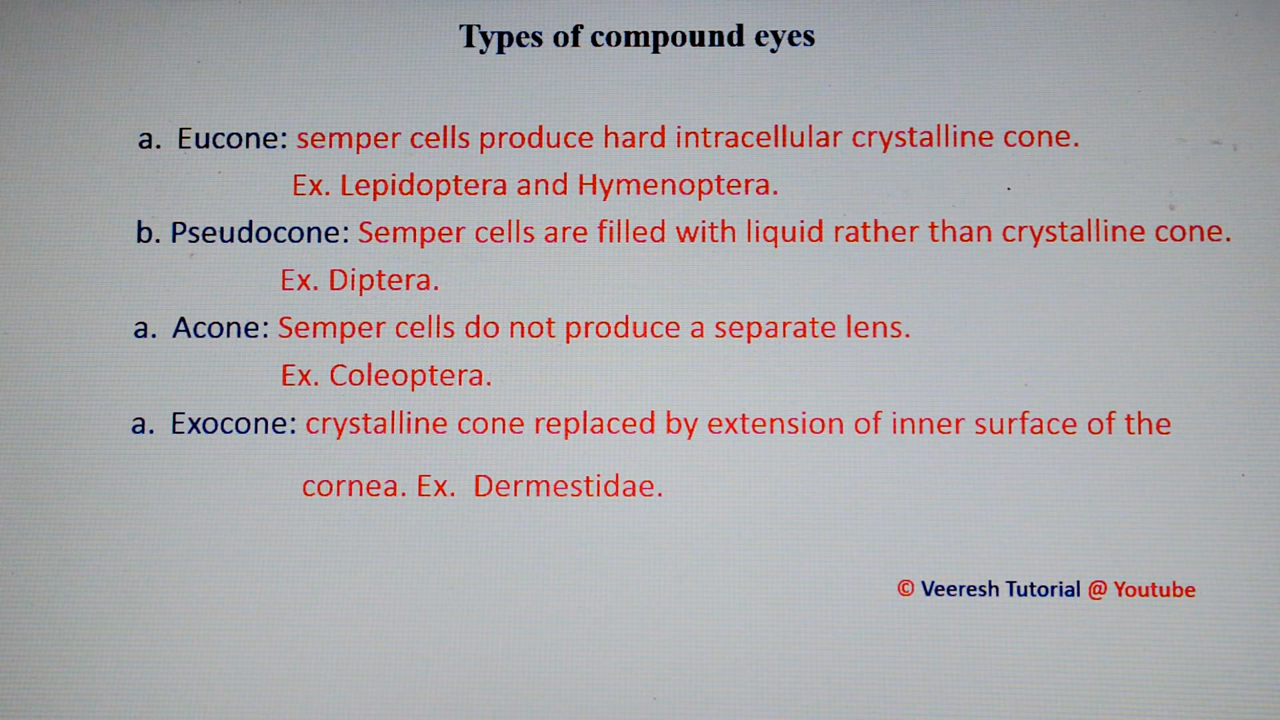 Types of compound eyes
a. Eucone: semper cells produce hard intracellular crystalline cone.
Ex. Lepidoptera and Hymenoptera.
b. Pseudocone: Semper cells are filled with liquid rather than crystalline cone.
Ex. Diptera.
a. Acone: Semper cells do not produce a separate lens.
Ex. Coleoptera.
a. Exocone: crystalline cone replaced by extension of inner surface of the
cornea. Ex. Dermestidae.
© Veeresh Tutorial @ Youtube